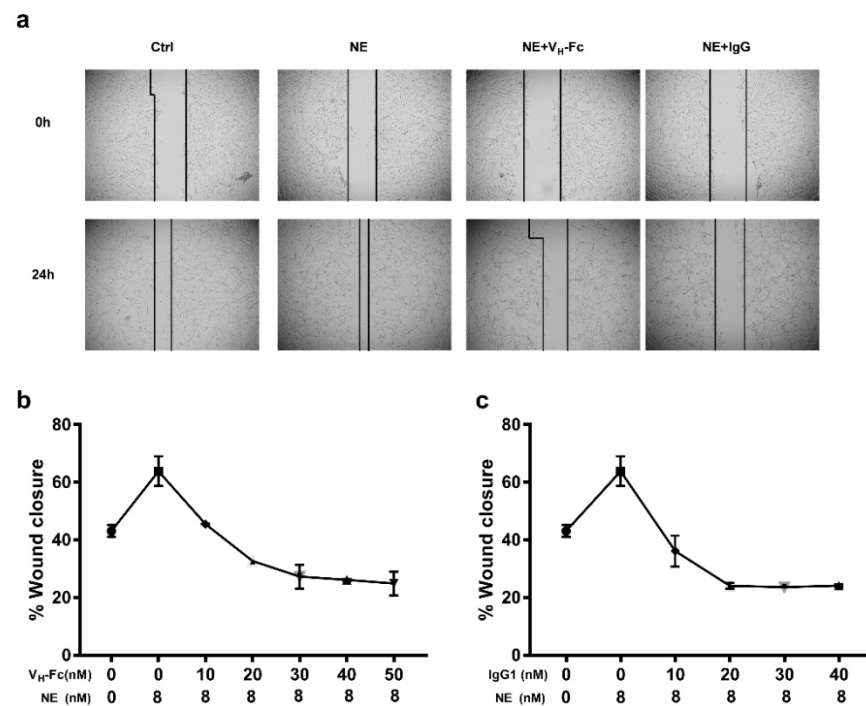 a
Ctrl NE NE+VH-Fc NE+IgG
0h
24h
b
% Wound closure
80
60
40
20
0
VH-Fc(nM) 0 0 10 20 30 40 50
NE (nM) 0 8 8 8 8 8 8
c
% Wound closure
80
60
40
20
0
IgG1 (nM) 0 0 10 20 30 40
NE (nM) 0 8 8 8 8 8